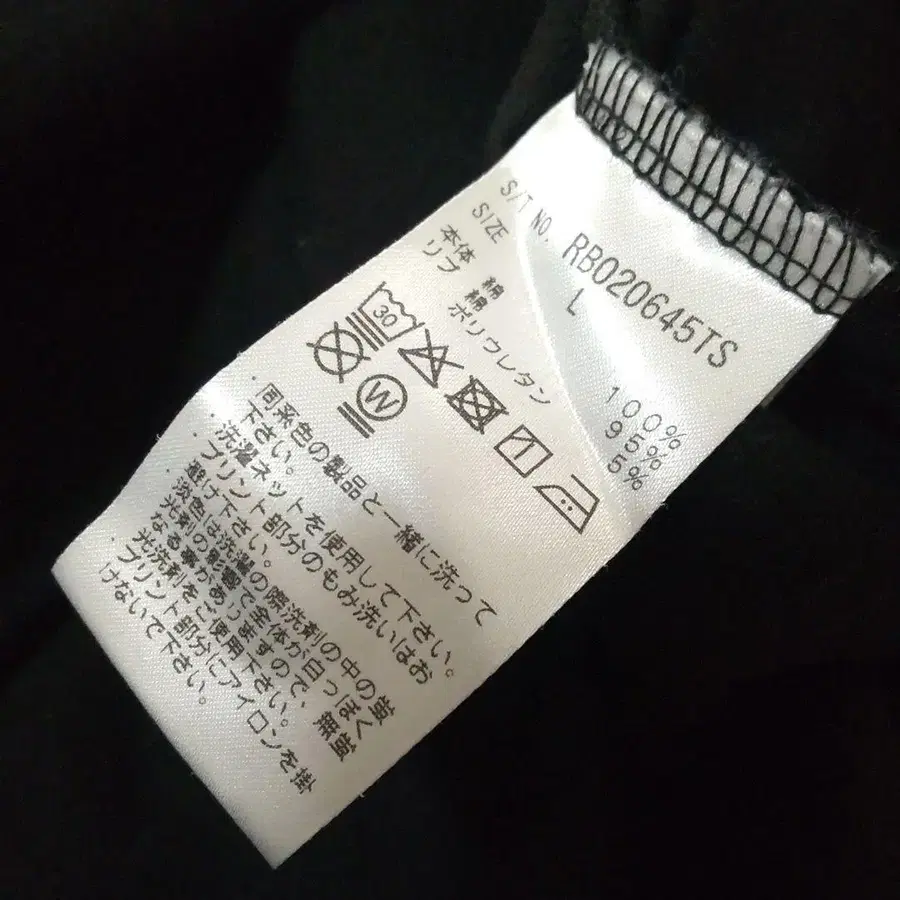 S/T NO. RB020645TS
SIZE L
本体 綿 100%
リブ 綿 95%
ポリウレタン 5%
30
W
・同系色の製品と一緒に洗って
下さい。
・洗濯ネットを使用して下さい。
・プリント部分のもみ洗いはお
避け下さい。
・淡色は洗濯の際洗剤の中の蛍
光剤の影響で全体が白っぽく
なる事がありますので、無蛍
光洗剤をご使用下さい。
・プリント部分にアイロンを掛
けないで下さい。